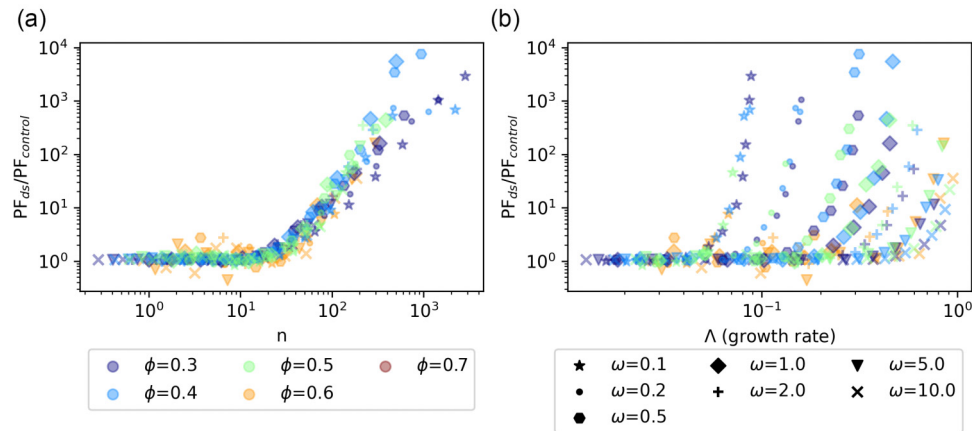 (a)
PF_ds/PF_control
10^4
10^3
10^2
10^1
10^0
10^0 10^1 10^2 10^3
n
ϕ=0.3 ϕ=0.5 ϕ=0.7
ϕ=0.4 ϕ=0.6
(b)
PF_ds/PF_control
10^4
10^3
10^2
10^1
10^0
10^-1 10^0
Λ (growth rate)
ω=0.1 ω=1.0 ω=5.0
ω=0.2 ω=2.0 ω=10.0
ω=0.5